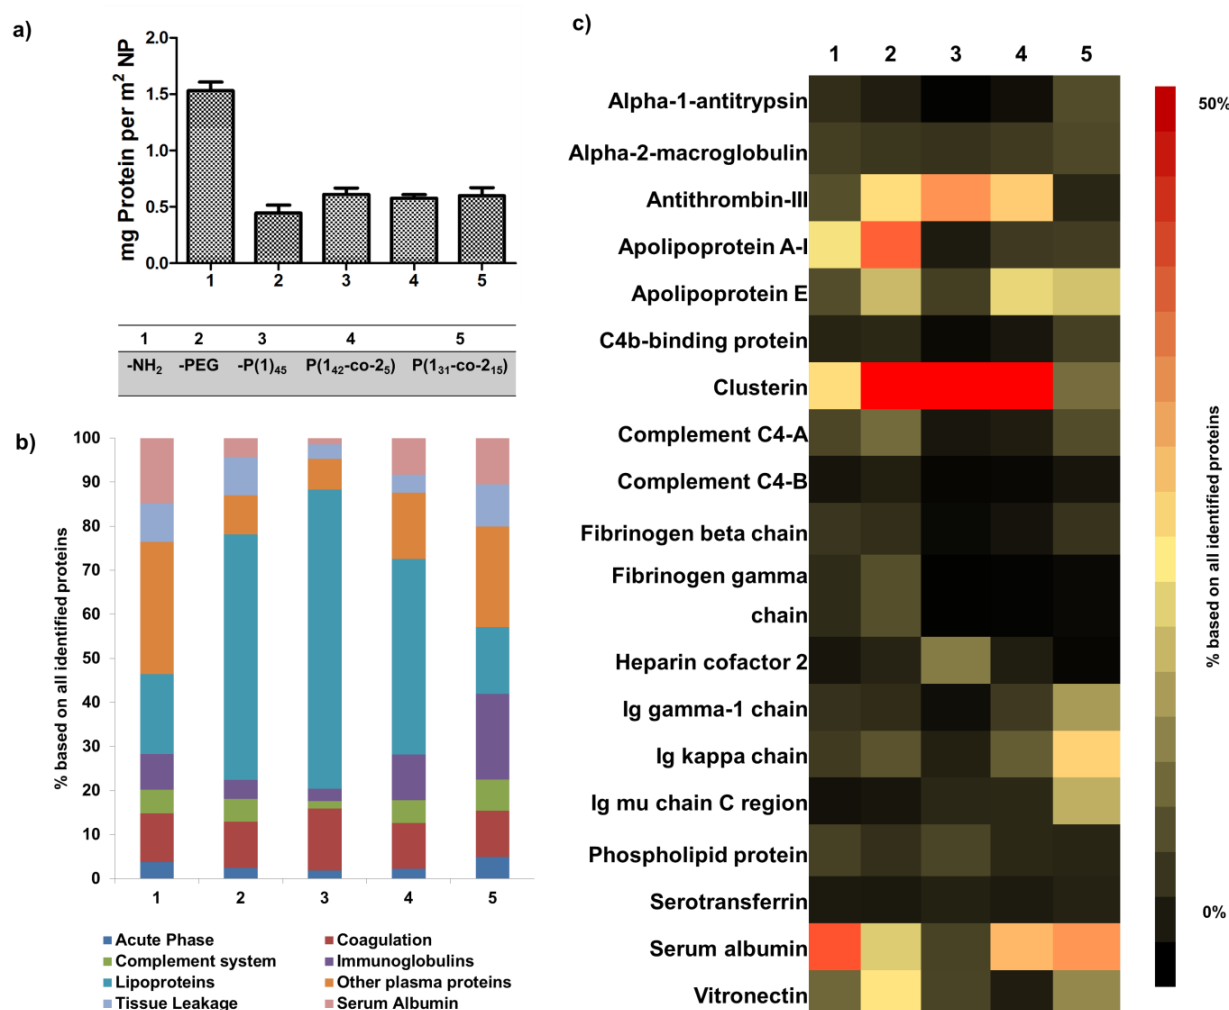 a)
mg Protein per m² NP
2.0
1.5
1.0
0.5
0.0
1 2 3 4 5
1 2 3 4 5
-NH₂ -PEG -P(1)₄₅ P(1₄₂-co-2₅) P(1₃₁-co-2₁₅)
b)
% based on all identified proteins
100
90
80
70
60
50
40
30
20
10
0
1 2 3 4 5
Acute Phase Coagulation
Complement system Immunoglobulins
Lipoproteins Other plasma proteins
Tissue Leakage Serum Albumin
c)
1 2 3 4 5
Alpha-1-antitrypsin
Alpha-2-macroglobulin
Antithrombin-III
Apolipoprotein A-I
Apolipoprotein E
C4b-binding protein
Clusterin
Complement C4-A
Complement C4-B
Fibrinogen beta chain
Fibrinogen gamma
chain
Heparin cofactor 2
Ig gamma-1 chain
Ig kappa chain
Ig mu chain C region
Phospholipid protein
Serotransferrin
Serum albumin
Vitronectin
50%
0%
% based on all identified proteins